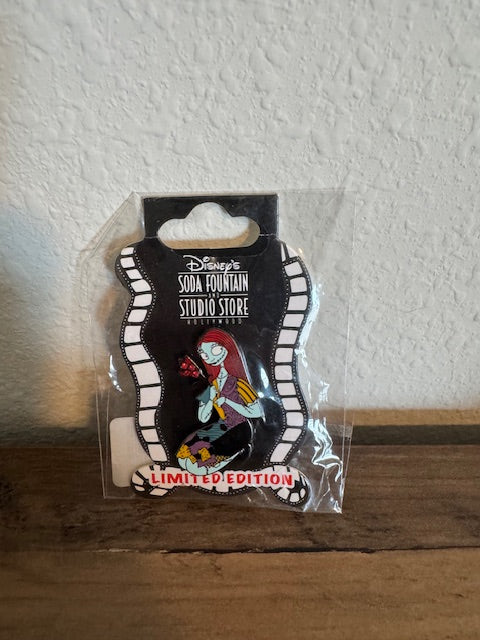 Disney's
SODA FOUNTAIN
AND
STUDIO STORE
HOLLYWOOD
LIMITED EDITION